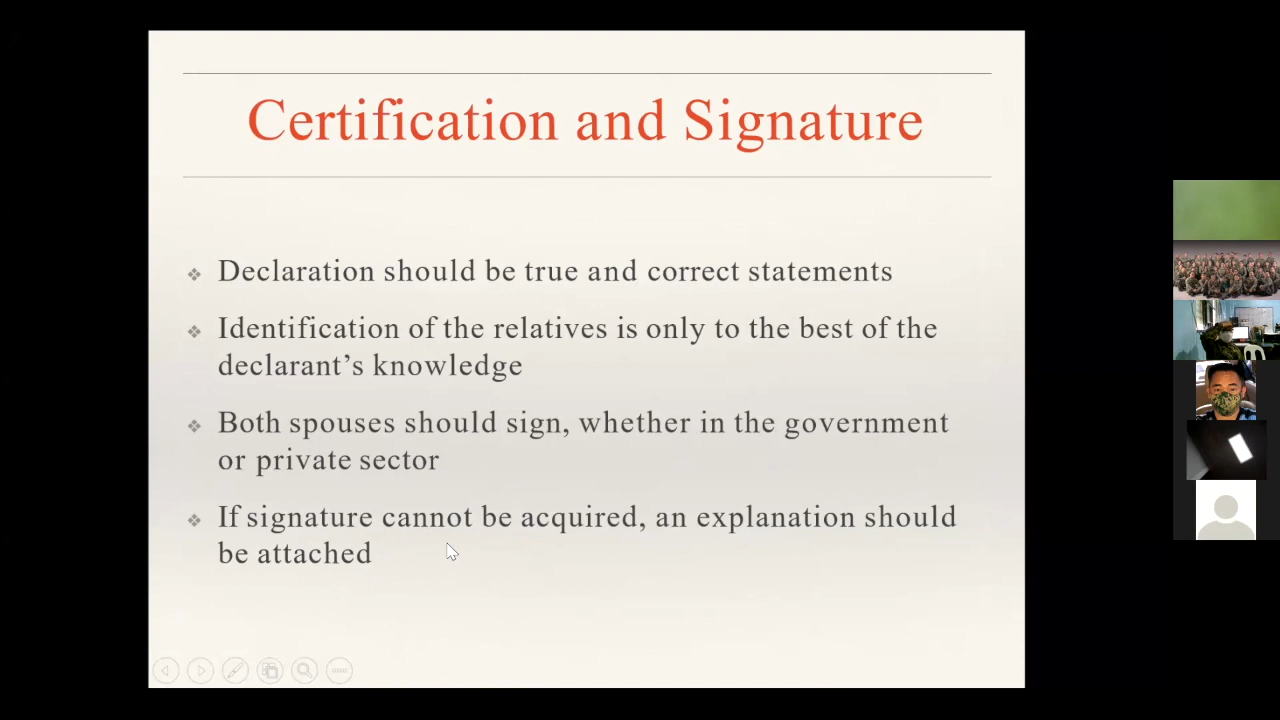 Certification and Signature
Declaration should be true and correct statements
Identification of the relatives is only to the best of the
declarant’s knowledge
Both spouses should sign, whether in the government
or private sector
If signature cannot be acquired, an explanation should
be attached